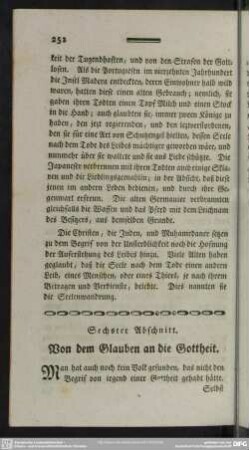 252
keit der Tugendhaften, und von den Strafen der Gott-
losen. Als die Portugiesen im vierzehnten Jahrhundert
die Insel Madera entdeckten, deren Einwohner halb wild
waren, hatten diese einen alten Gebrauch; nemlich, sie
gaben ihren Todten einen Topf Milch und einen Stock
in die Hand; auch glaubten sie, immer zween Könige zu
haben, den jetzt regierenden, und den letztverstorbenen,
den sie für eine Art von Schutzengel hielten, dessen Seele
nach dem Tode des Leibes mächtiger geworden wäre, und
nunmehr über sie wallete und sie aus Liebe schütze. Die
Japaneser verbrennen mit ihren Todten auch einige Skla-
ven und die Lieblingsgemahlin; in der Absicht, daß diese
jenen im andern Leben bedienen, und durch ihre Ge-
genwart erfreun. Die alten Germanier verbrannten
gleichfalls die Waffen und das Pferd mit dem Leichnam
des Besitzers, aus demselben Grunde.
Die Christen, die Juden, und Muhamedaner setzen
zu dem Begrif von der Unsterblichkeit noch die Hofnung
der Auferstehung des Leibes hinzu. Viele Alten haben
geglaubt, daß die Seele nach dem Tode einen andern
Leib, eines Menschen, oder eines Thiers, je nach ihrem
Betragen und Verdienste, belebte. Dies nannten sie
die Seelenwandrung.
Sechster Abschnitt.
Von dem Glauben an die Gottheit.
Man hat auch noch kein Volk gefunden, das nicht den
Begrif von irgend einer Gottheit gehabt hätte.
Selbst